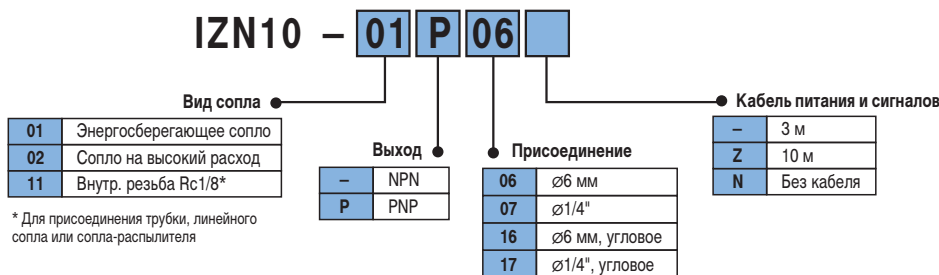 IZN10 – 01 P 06
Вид сопла
01 Энергосберегающее сопло
02 Сопло на высокий расход
11 Внутр. резьба Rc1/8*
* Для присоединения трубки, линейного
сопла или сопла-распылителя
Выход
– NPN
P PNP
Присоединение
06 ∅6 мм
07 ∅1/4"
16 ∅6 мм, угловое
17 ∅1/4", угловое
Кабель питания и сигналов
– 3 м
Z 10 м
N Без кабеля